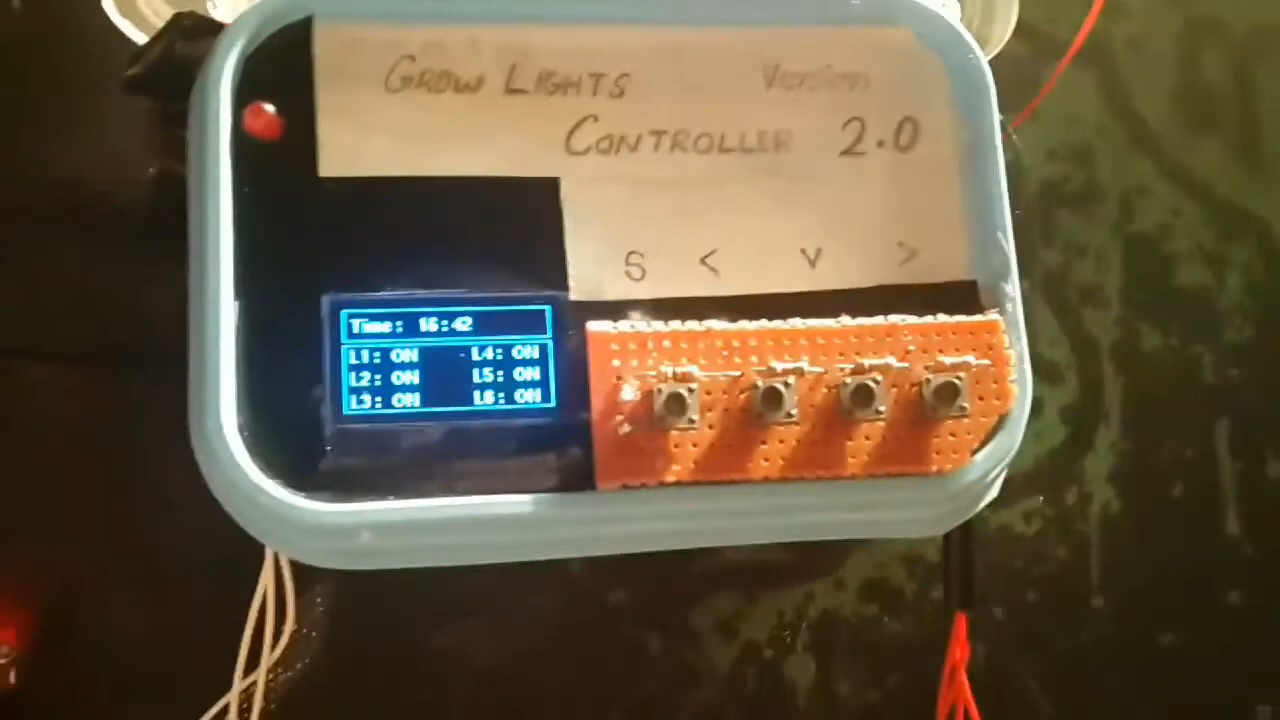 GROW LIGHTS Version
CONTROLLER 2.0
S < v >
Time: 16:42
L1: ON L4: ON
L2: ON L5: ON
L3: ON L6: ON